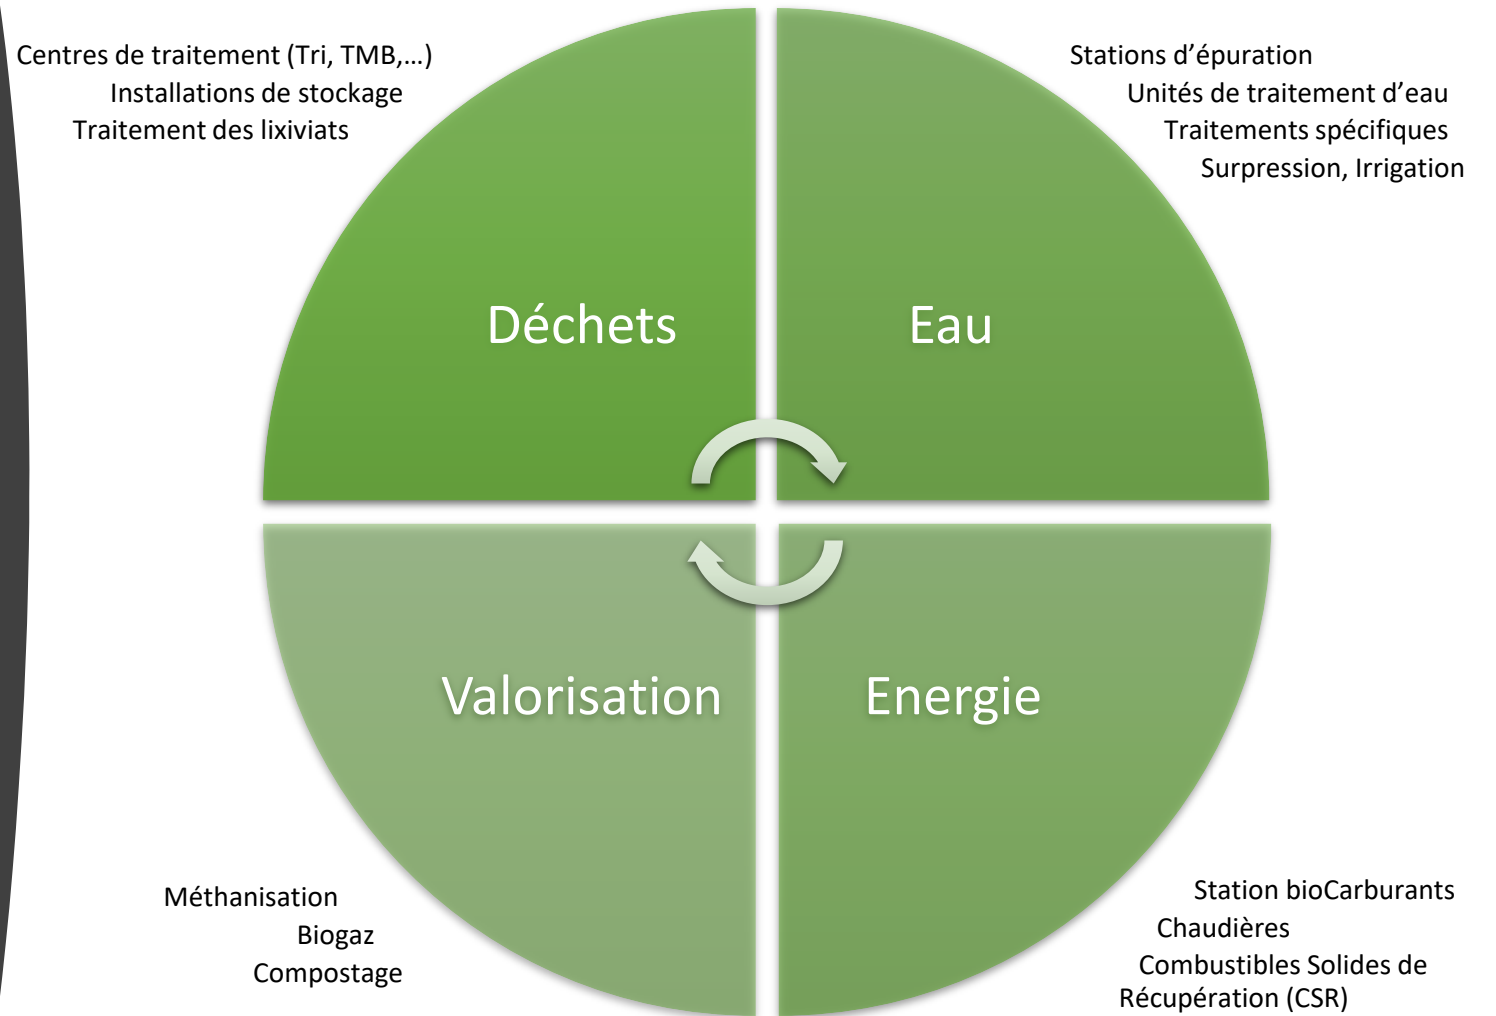 Centres de traitement (Tri, TMB,...)
Installations de stockage
Traitement des lixiviats
Stations d’épuration
Unités de traitement d’eau
Traitements spécifiques
Surpression, Irrigation
Déchets
Eau
Valorisation
Energie
Méthanisation
Biogaz
Compostage
Station bioCarburants
Chaudières
Combustibles Solides de
Récupération (CSR)